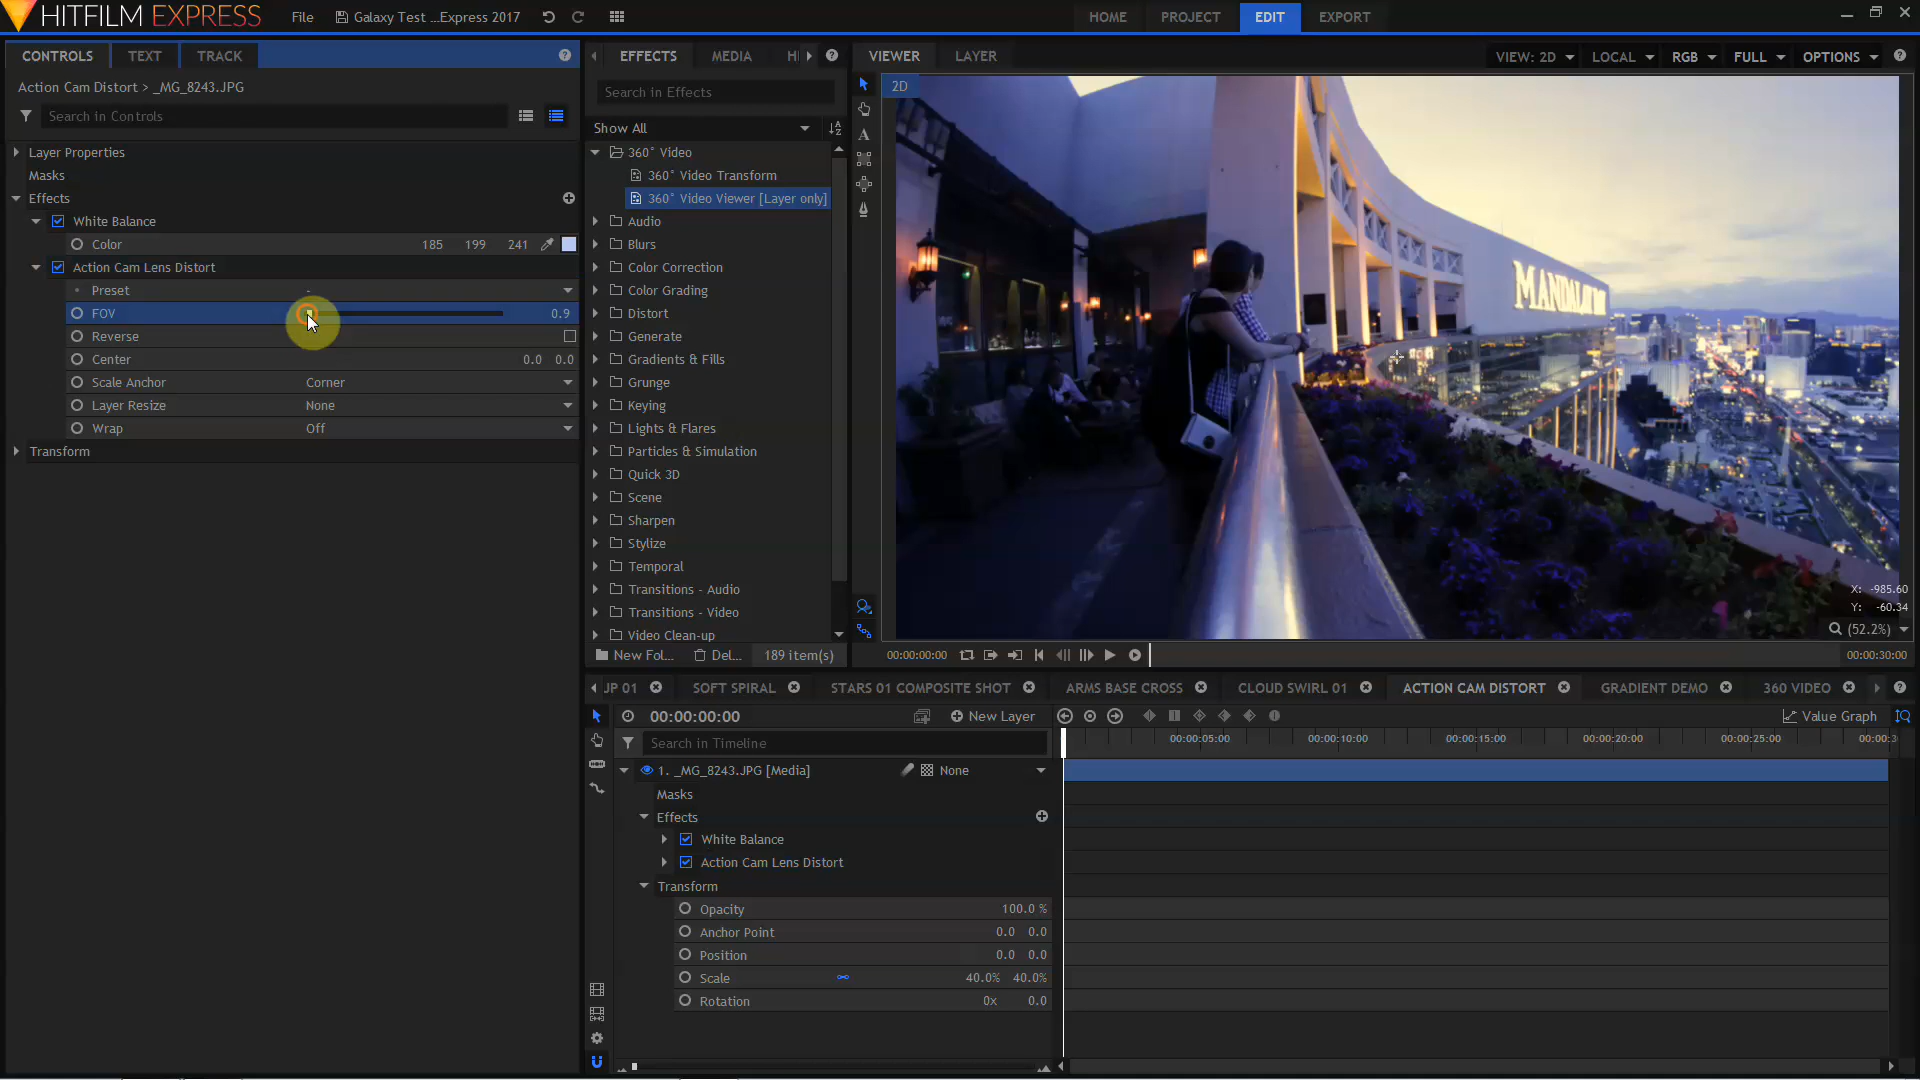 HITFILM EXPRESS
File
Galaxy Test ...Express 2017
HOME
PROJECT
EDIT
EXPORT
CONTROLS
TEXT
TRACK
Action Cam Distort > _MG_8243.JPG
Search in Controls
Layer Properties
Masks
Effects
White Balance
Color 185 199 241
Action Cam Lens Distort
Preset -
FOV 0.9
Reverse
Center 0.0 0.0
Scale Anchor Corner
Layer Resize None
Wrap Off
Transform
EFFECTS
MEDIA
Search in Effects
Show All
360° Video
360° Video Transform
360° Video Viewer [Layer only]
Audio
Blurs
Color Correction
Color Grading
Distort
Generate
Gradients & Fills
Grunge
Keying
Lights & Flares
Particles & Simulation
Quick 3D
Scene
Sharpen
Stylize
Temporal
Transitions - Audio
Transitions - Video
Video Clean-up
New Fol... Del... 189 item(s)
VIEWER
LAYER
VIEW: 2D
LOCAL
RGB
FULL
OPTIONS
2D
X: -985.60
Y: -60.34
(52.2%)
00:00:00:00
00:00:30:00
JP 01
SOFT SPIRAL
STARS 01 COMPOSITE SHOT
ARMS BASE CROSS
CLOUD SWIRL 01
ACTION CAM DISTORT
GRADIENT DEMO
360 VIDEO
00:00:00:00
New Layer
Value Graph
Search in Timeline
00:00:05:00
00:00:10:00
00:00:15:00
00:00:20:00
00:00:25:00
00:00:3
1. _MG_8243.JPG [Media] None
Masks
Effects
White Balance
Action Cam Lens Distort
Transform
Opacity 100.0 %
Anchor Point 0.0 0.0
Position 0.0 0.0
Scale 40.0% 40.0%
Rotation 0x 0.0